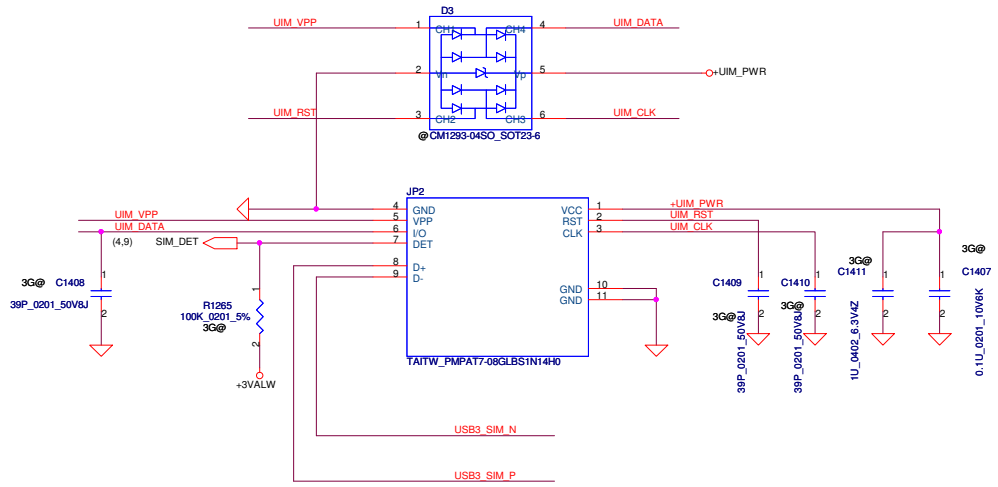 D3
UIM_VPP 1 CH1 CH4 4 UIM_DATA
2 Vn Vp 5 +UIM_PWR
UIM_RST 3 CH2 CH3 6 UIM_CLK
@ CM1293-04SO_SOT23-6
JP2
4 GND VCC 1 +UIM_PWR
UIM_VPP 5 VPP RST 2 UIM_RST
UIM_DATA 6 I/O CLK 3 UIM_CLK
(4,9) SIM_DET 7 DET
8 D+
9 D-
GND 10
GND 11
TAITW_PMPAT7-08GLBS1N14H0
3G@ C1408
1
39P_0201_50V8J
2
1
R1265
100K_0201_5%
3G@
2
+3VALW
C1409
1
3G@
2
39P_0201_50V8J
C1410
1
3G@
2
39P_0201_50V8J
3G@
C1411
1
2
1U_0402_6.3V4Z
3G@
C1407
1
2
0.1U_0201_10V6K
USB3_SIM_N
USB3_SIM_P